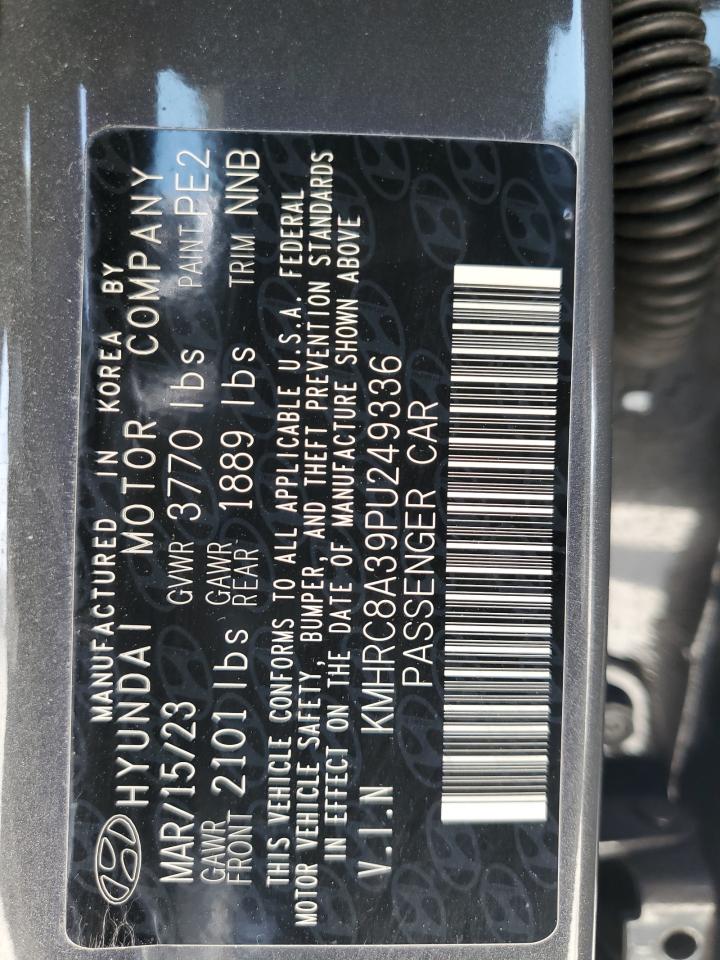 MANUFACTURED IN KOREA BY
HYUNDAI MOTOR COMPANY
MAR/15/23 GVWR 3770 lbs PAINT PE2
GAWR FRONT 2101 lbs GAWR REAR 1889 lbs TRIM NNB
THIS VEHICLE CONFORMS TO ALL APPLICABLE U.S.A. FEDERAL
MOTOR VEHICLE SAFETY, BUMPER, AND THEFT PREVENTION STANDARDS
IN EFFECT ON THE DATE OF MANUFACTURE SHOWN ABOVE
V.I.N KMHRC8A39PU249336
PASSENGER CAR